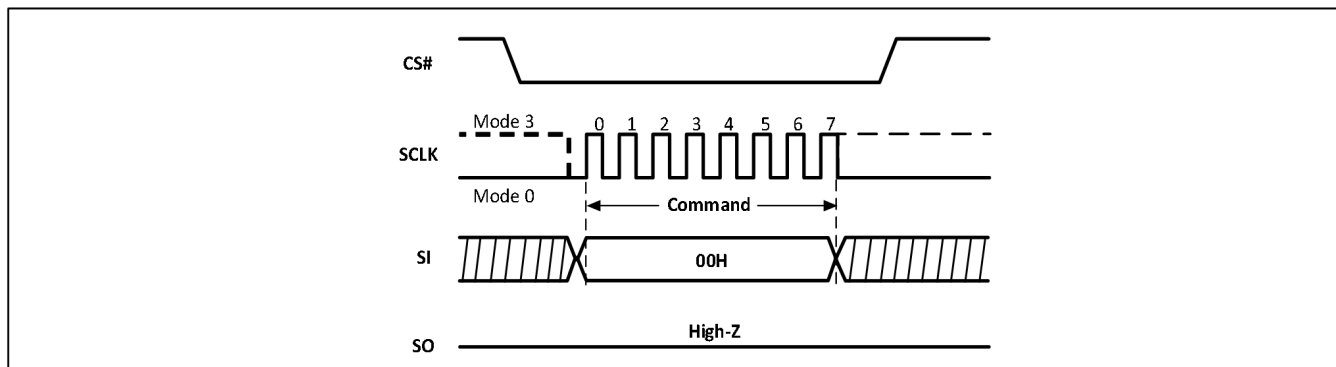 CS#
Mode 3
0 1 2 3 4 5 6 7
SCLK
Mode 0
Command
SI
00H
High-Z
SO